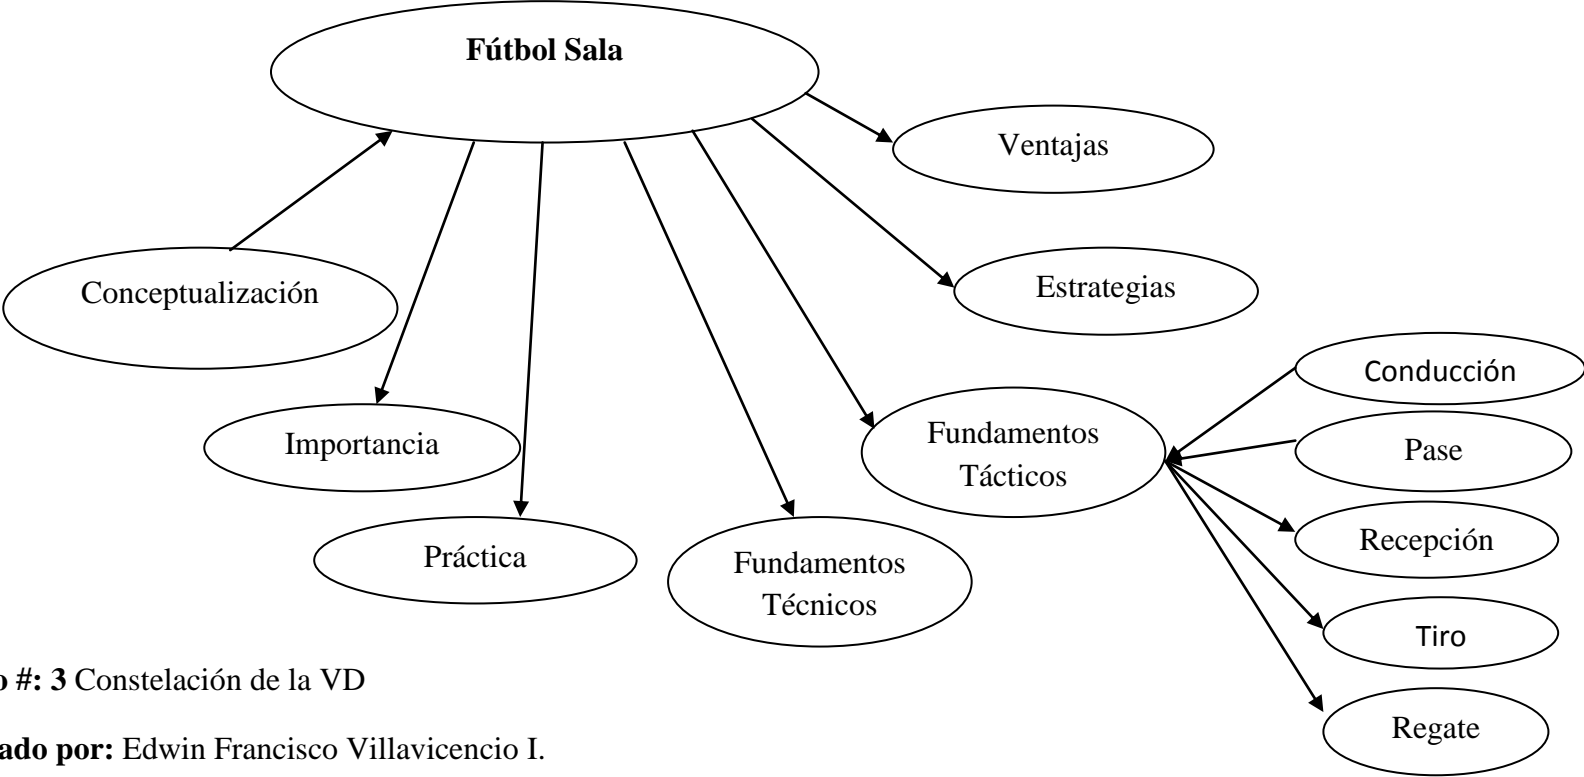 Fútbol Sala
Ventajas
Estrategias
Conceptualización
Conducción
Importancia
Fundamentos
Tácticos
Pase
Recepción
Práctica
Fundamentos
Técnicos
Tiro
Regate
#: 3 Constelación de la VD
por: Edwin Francisco Villavicencio I.